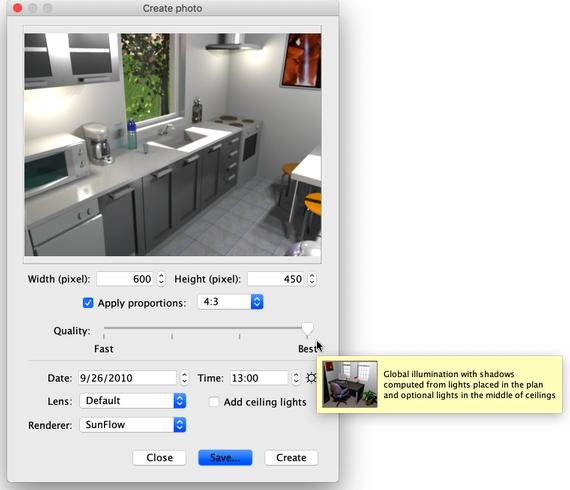 Create photo
Width (pixel): 600 Height (pixel): 450
Apply proportions: 4:3
Quality:
Fast Best
Global illumination with shadows
computed from lights placed in the plan
and optional lights in the middle of ceilings
Date: 9/26/2010 Time: 13:00
Lens: Default Add ceiling lights
Renderer: SunFlow
Close Save... Create